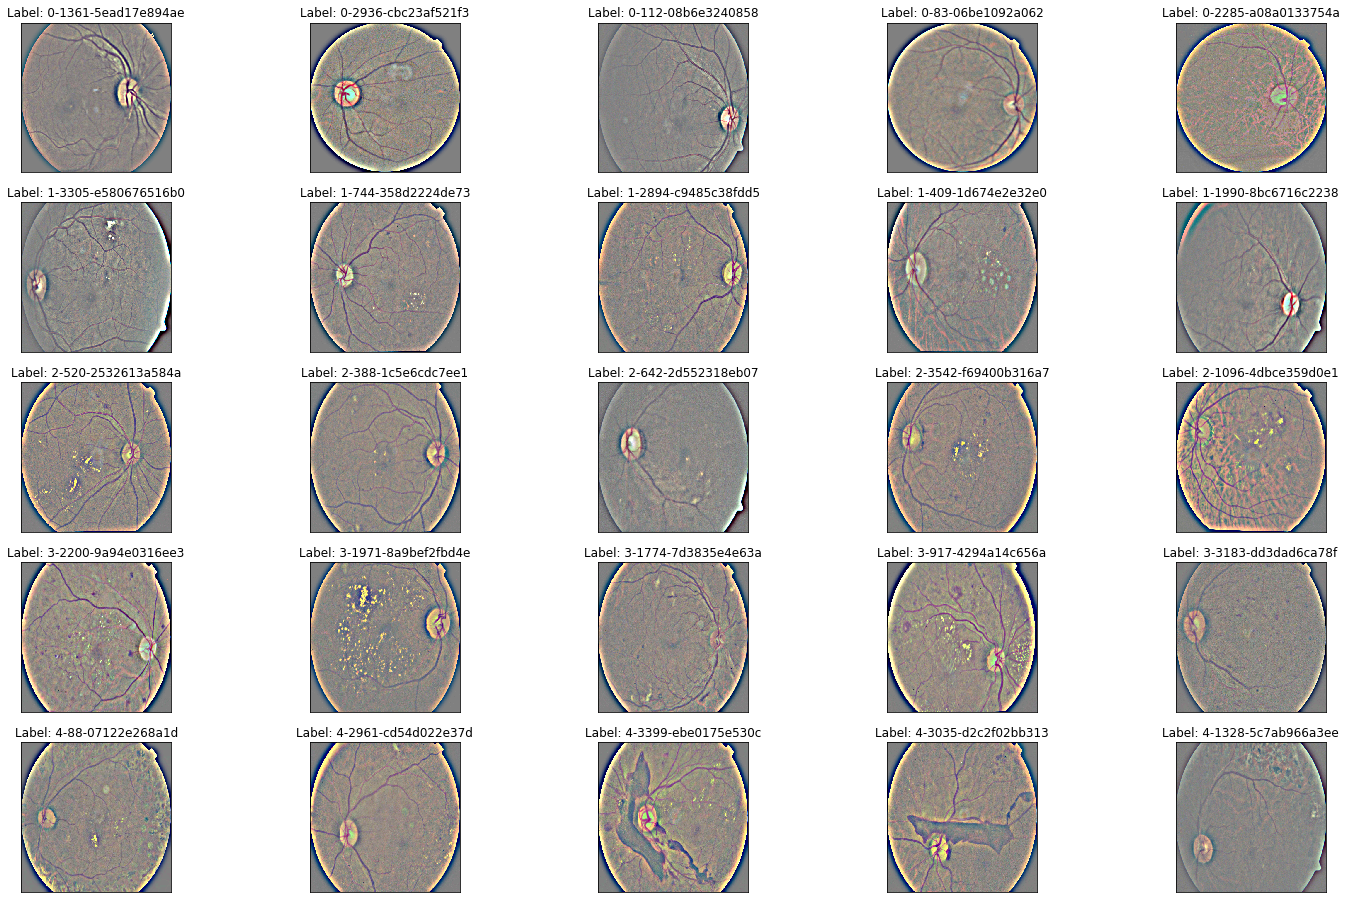 Label: 0-1361-5ead17e894ae
Label: 0-2936-cbc23af521f3
Label: 0-112-08b6e3240858
Label: 0-83-06be1092a062
Label: 0-2285-a08a0133754a
Label: 1-3305-e580676516b0
Label: 1-744-358d2224de73
Label: 1-2894-c9485c38fdd5
Label: 1-409-1d674e2e32e0
Label: 1-1990-8bc6716c2238
Label: 2-520-2532613a584a
Label: 2-388-1c5e6cdc7ee1
Label: 2-642-2d552318eb07
Label: 2-3542-f69400b316a7
Label: 2-1096-4dbce359d0e1
Label: 3-2200-9a94e0316ee3
Label: 3-1971-8a9bef2fbd4e
Label: 3-1774-7d3835e4e63a
Label: 3-917-4294a14c656a
Label: 3-3183-dd3dad6ca78f
Label: 4-88-07122e268a1d
Label: 4-2961-cd54d022e37d
Label: 4-3399-ebe0175e530c
Label: 4-3035-d2c2f02bb313
Label: 4-1328-5c7ab966a3ee